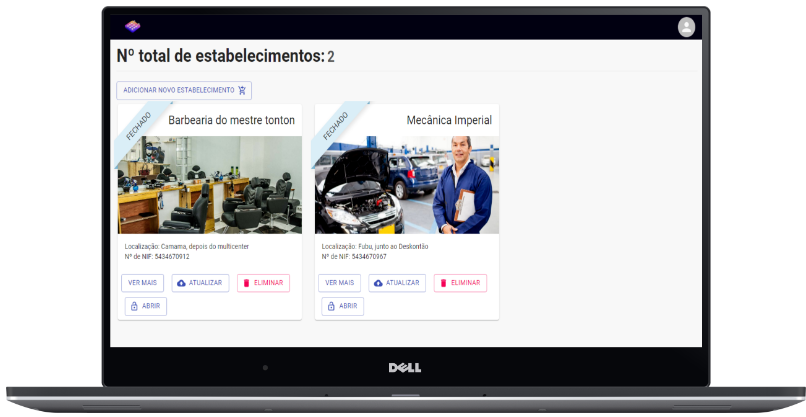 Nº total de estabelecimentos: 2
ADICIONAR NOVO ESTABELECIMENTO
FECHADO
Barbearia do mestre tonton
Localização: Camama, depois do multicenter
Nº de NIF: 5434670912
VER MAIS
ATUALIZAR
ELIMINAR
ABRIR
FECHADO
Mecânica Imperial
Localização: Fubu, junto ao Deskontão
Nº de NIF: 5434670967
VER MAIS
ATUALIZAR
ELIMINAR
ABRIR
DELL